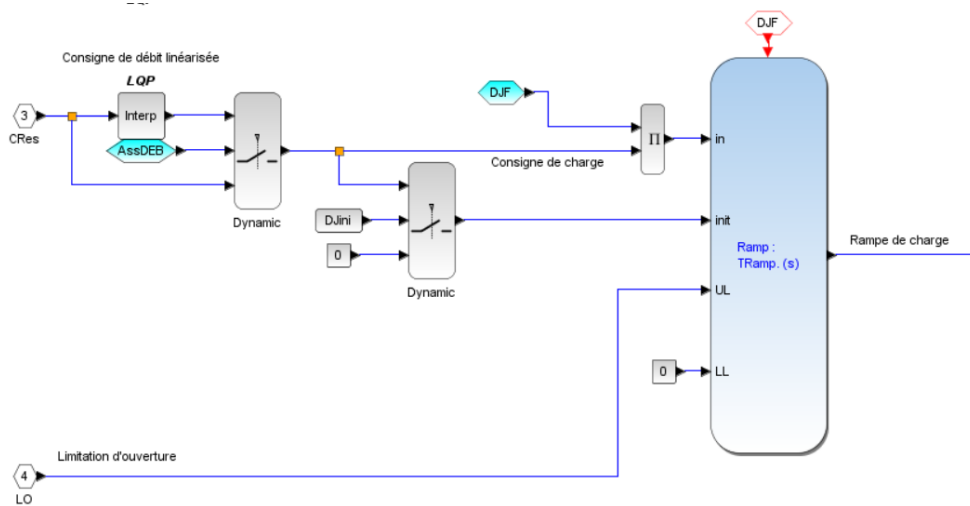 DJF
Consigne de débit linéarisée
LQP
3
CRes
Interp
AssDEB
Dynamic
DJF
Π
Consigne de charge
DJini
0
Dynamic
in
init
Ramp :
TRamp. (s)
UL
LL
0
Rampe de charge
Limitation d'ouverture
4
LO